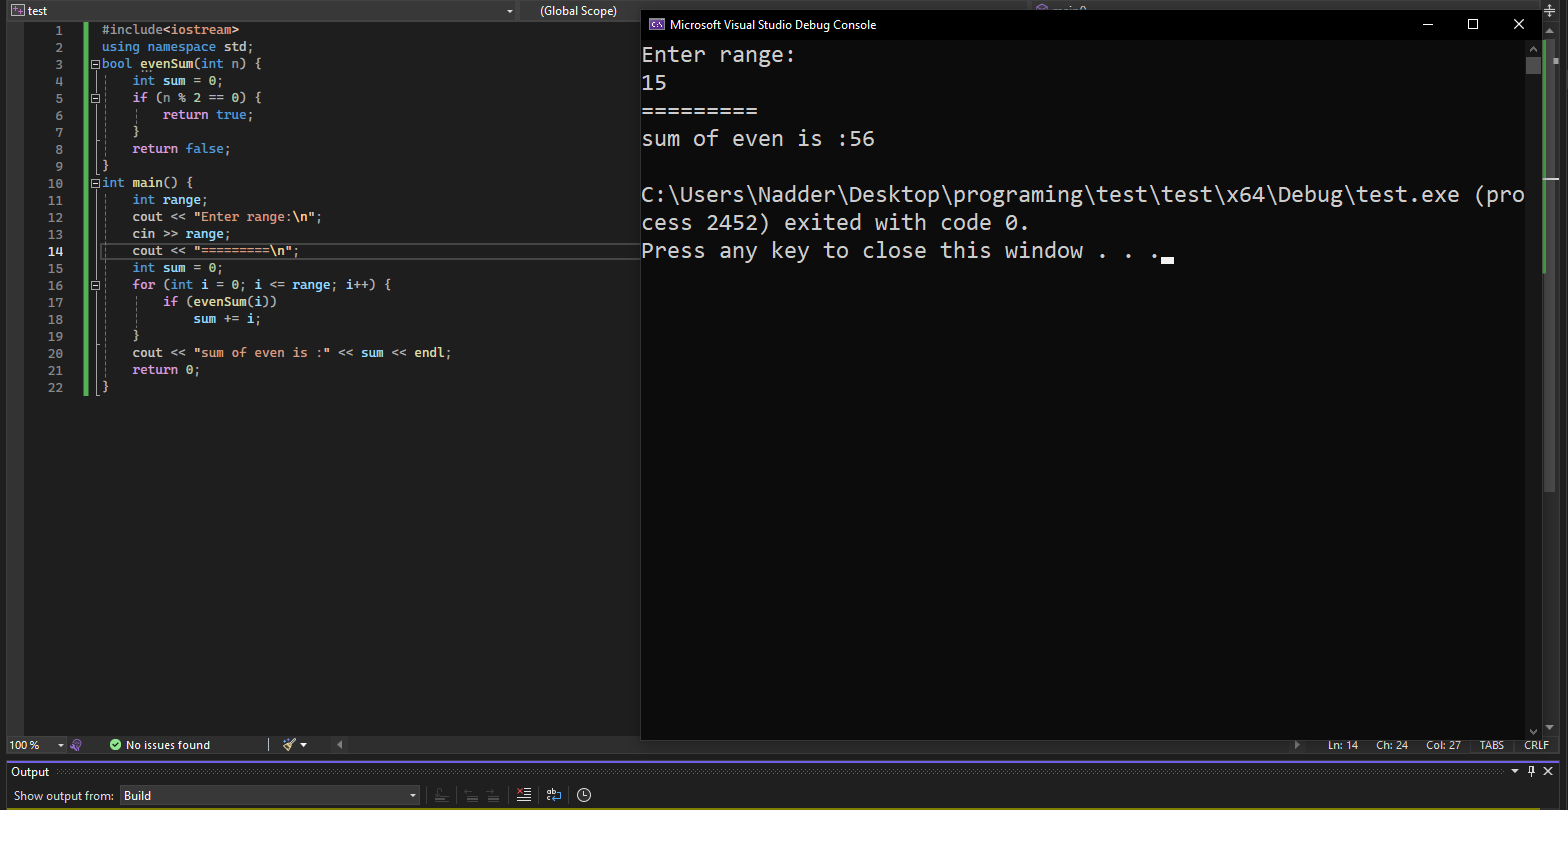 test (Global Scope)
1 #include<iostream>
2 using namespace std;
3 bool evenSum(int n) {
4 int sum = 0;
5 if (n % 2 == 0) {
6 return true;
7 }
8 return false;
9 }
10 int main() {
11 int range;
12 cout << "Enter range:\n";
13 cin >> range;
14 cout << "=========\n";
15 int sum = 0;
16 for (int i = 0; i <= range; i++) {
17 if (evenSum(i))
18 sum += i;
19 }
20 cout << "sum of even is :" << sum << endl;
21 return 0;
22 }
Microsoft Visual Studio Debug Console
Enter range:
15
=========
sum of even is :56
C:\Users\Nadder\Desktop\programing\test\test\x64\Debug\test.exe (pro
cess 2452) exited with code 0.
Press any key to close this window . . .
100 % No issues found Ln: 14 Ch: 24 Col: 27 TABS CRLF
Output
Show output from: Build